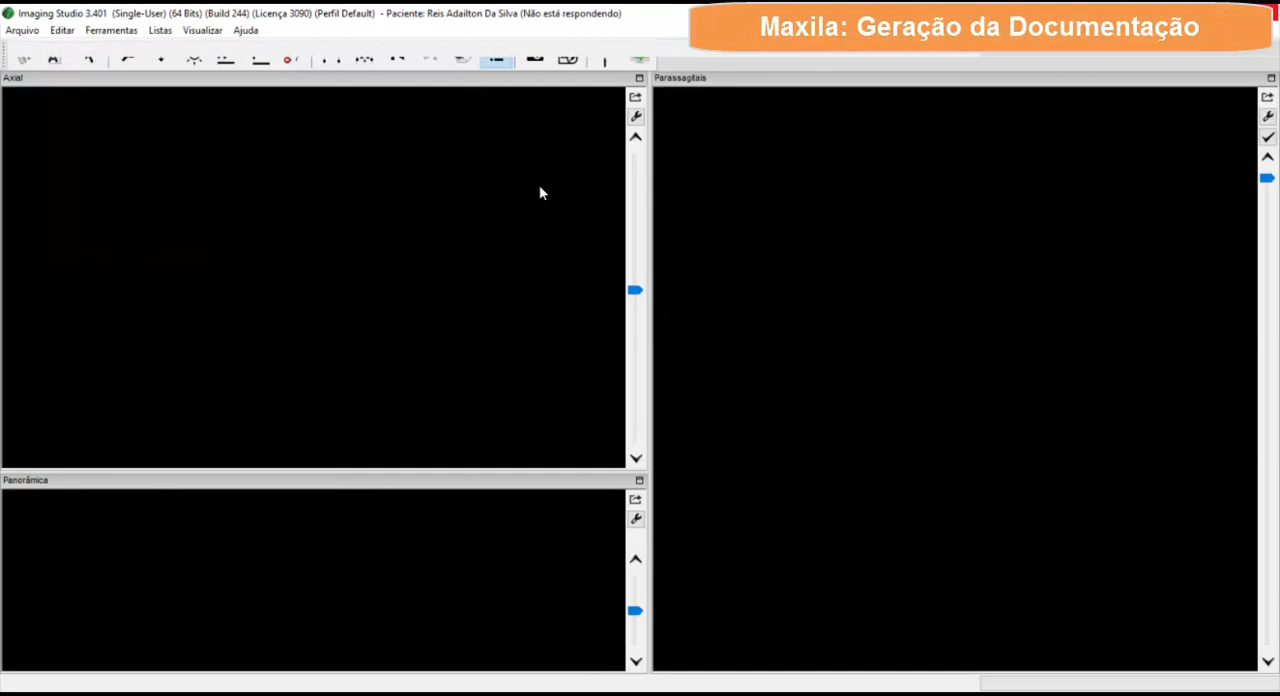 Imaging Studio 3.401 (Single-User) (64 Bits) (Build 244) (Licença 3090) (Perfil Default) - Paciente: Reis Adailton Da Silva (Não está respondendo)
Maxila: Geração da Documentação
Arquivo Editar Ferramentas Listas Visualizar Ajuda
Axial
Parassagitais
Panorâmica